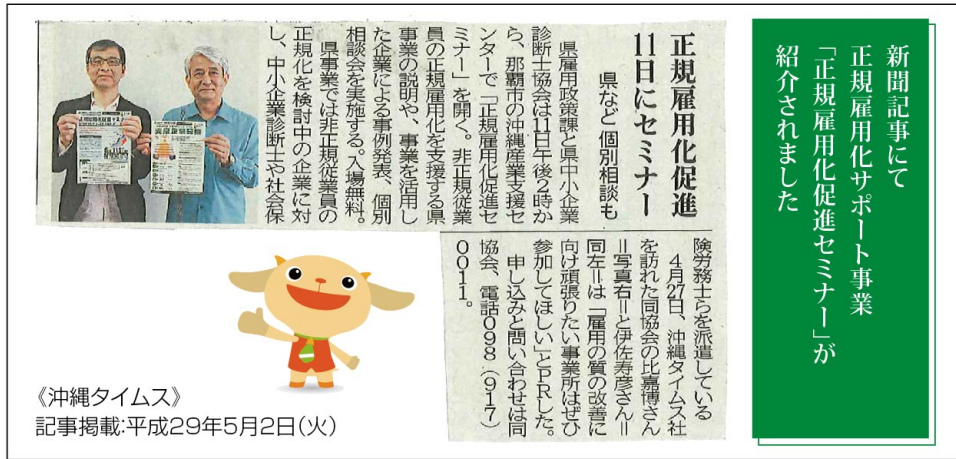 新聞記事にて
正規雇用化サポート事業
「正規雇用化促進セミナー」が
紹介されました
正規雇用化促進
11日にセミナー
県など 個別相談も
県雇用政策課と県中小企業
診断士協会は11日午後2時か
ら、那覇市の沖縄産業支援セ
ンターで「正規雇用化促進セ
ミナー」を開く。非正規従業
員の正規雇用化を支援する県
事業の説明や、事業を活用し
た企業による事例発表、個別
相談会を実施する。入場無料。
県事業では非正規従業員の
正規化を検討中の企業に対
し、中小企業診断士や社会保
険労務士らを派遣している
4月27日、沖縄タイムス社
を訪れた同協会の比嘉博さん
＝写真右＝と伊佐寿彦さん＝
同左＝は「雇用の質の改善に
向け頑張りたい事業所はぜひ
参加してほしい」とPRした。
申し込みと問い合わせは同
協会、電話098（917）
0011。
《沖縄タイムス》
記事掲載:平成29年5月2日(火)